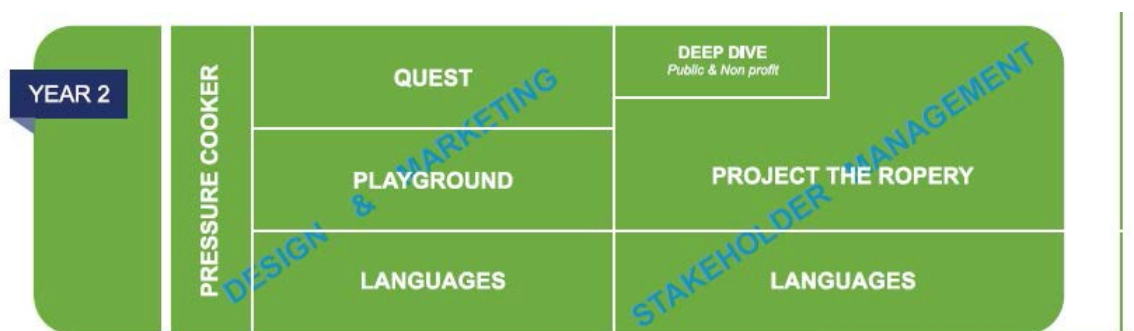 YEAR 2
PRESSURE COOKER
QUEST
PLAYGROUND
LANGUAGES
DESIGN & MARKETING
DEEP DIVE
Public & Non profit
PROJECT THE ROPERY
LANGUAGES
STAKEHOLDER MANAGEMENT